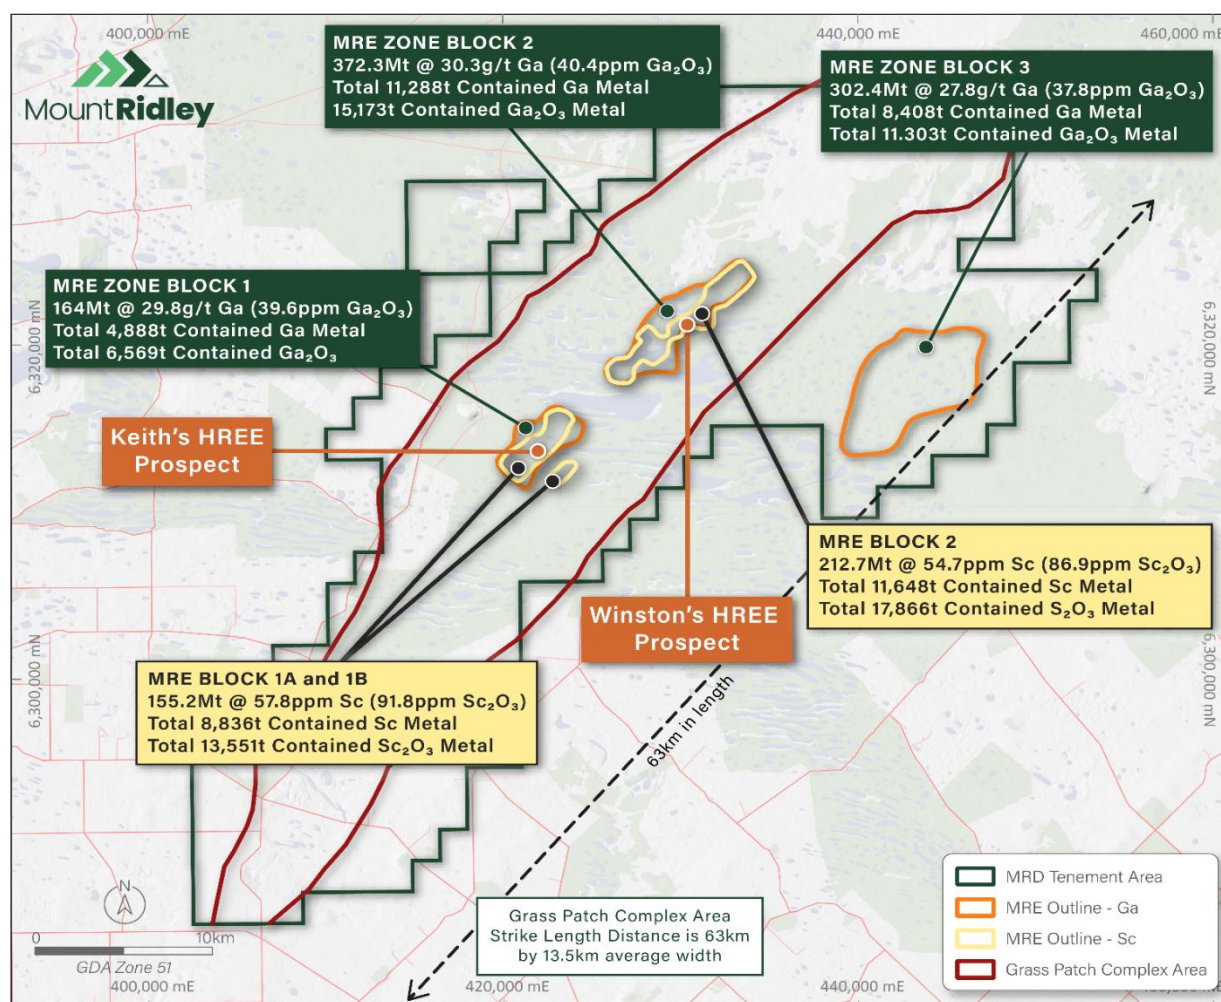 400,000 mE
440,000 mE
460,000 mE
MountRidley
MRE ZONE BLOCK 2
372.3Mt @ 30.3g/t Ga (40.4ppm Ga₂O₃)
Total 11,288t Contained Ga Metal
15,173t Contained Ga₂O₃ Metal
MRE ZONE BLOCK 3
302.4Mt @ 27.8g/t Ga (37.8ppm Ga₂O₃)
Total 8,408t Contained Ga Metal
Total 11.303t Contained Ga₂O₃ Metal
MRE ZONE BLOCK 1
164Mt @ 29.8g/t Ga (39.6ppm Ga₂O₃)
Total 4,888t Contained Ga Metal
Total 6,569t Contained Ga₂O₃
6,320,000 mN
6,320,000 mN
Keith's HREE
Prospect
MRE BLOCK 2
212.7Mt @ 54.7ppm Sc (86.9ppm Sc₂O₃)
Total 11,648t Contained Sc Metal
Total 17,866t Contained S₂O₃ Metal
Winston's HREE
Prospect
MRE BLOCK 1A and 1B
155.2Mt @ 57.8ppm Sc (91.8ppm Sc₂O₃)
Total 8,836t Contained Sc Metal
Total 13,551t Contained Sc₂O₃ Metal
6,300,000 mN
6,300,000 mN
63km in length
N
0 10km
GDA Zone 51
Grass Patch Complex Area
Strike Length Distance is 63km
by 13.5km average width
MRD Tenement Area
MRE Outline - Ga
MRE Outline - Sc
Grass Patch Complex Area
400,000 mE
420,000 mE
440,000 mE